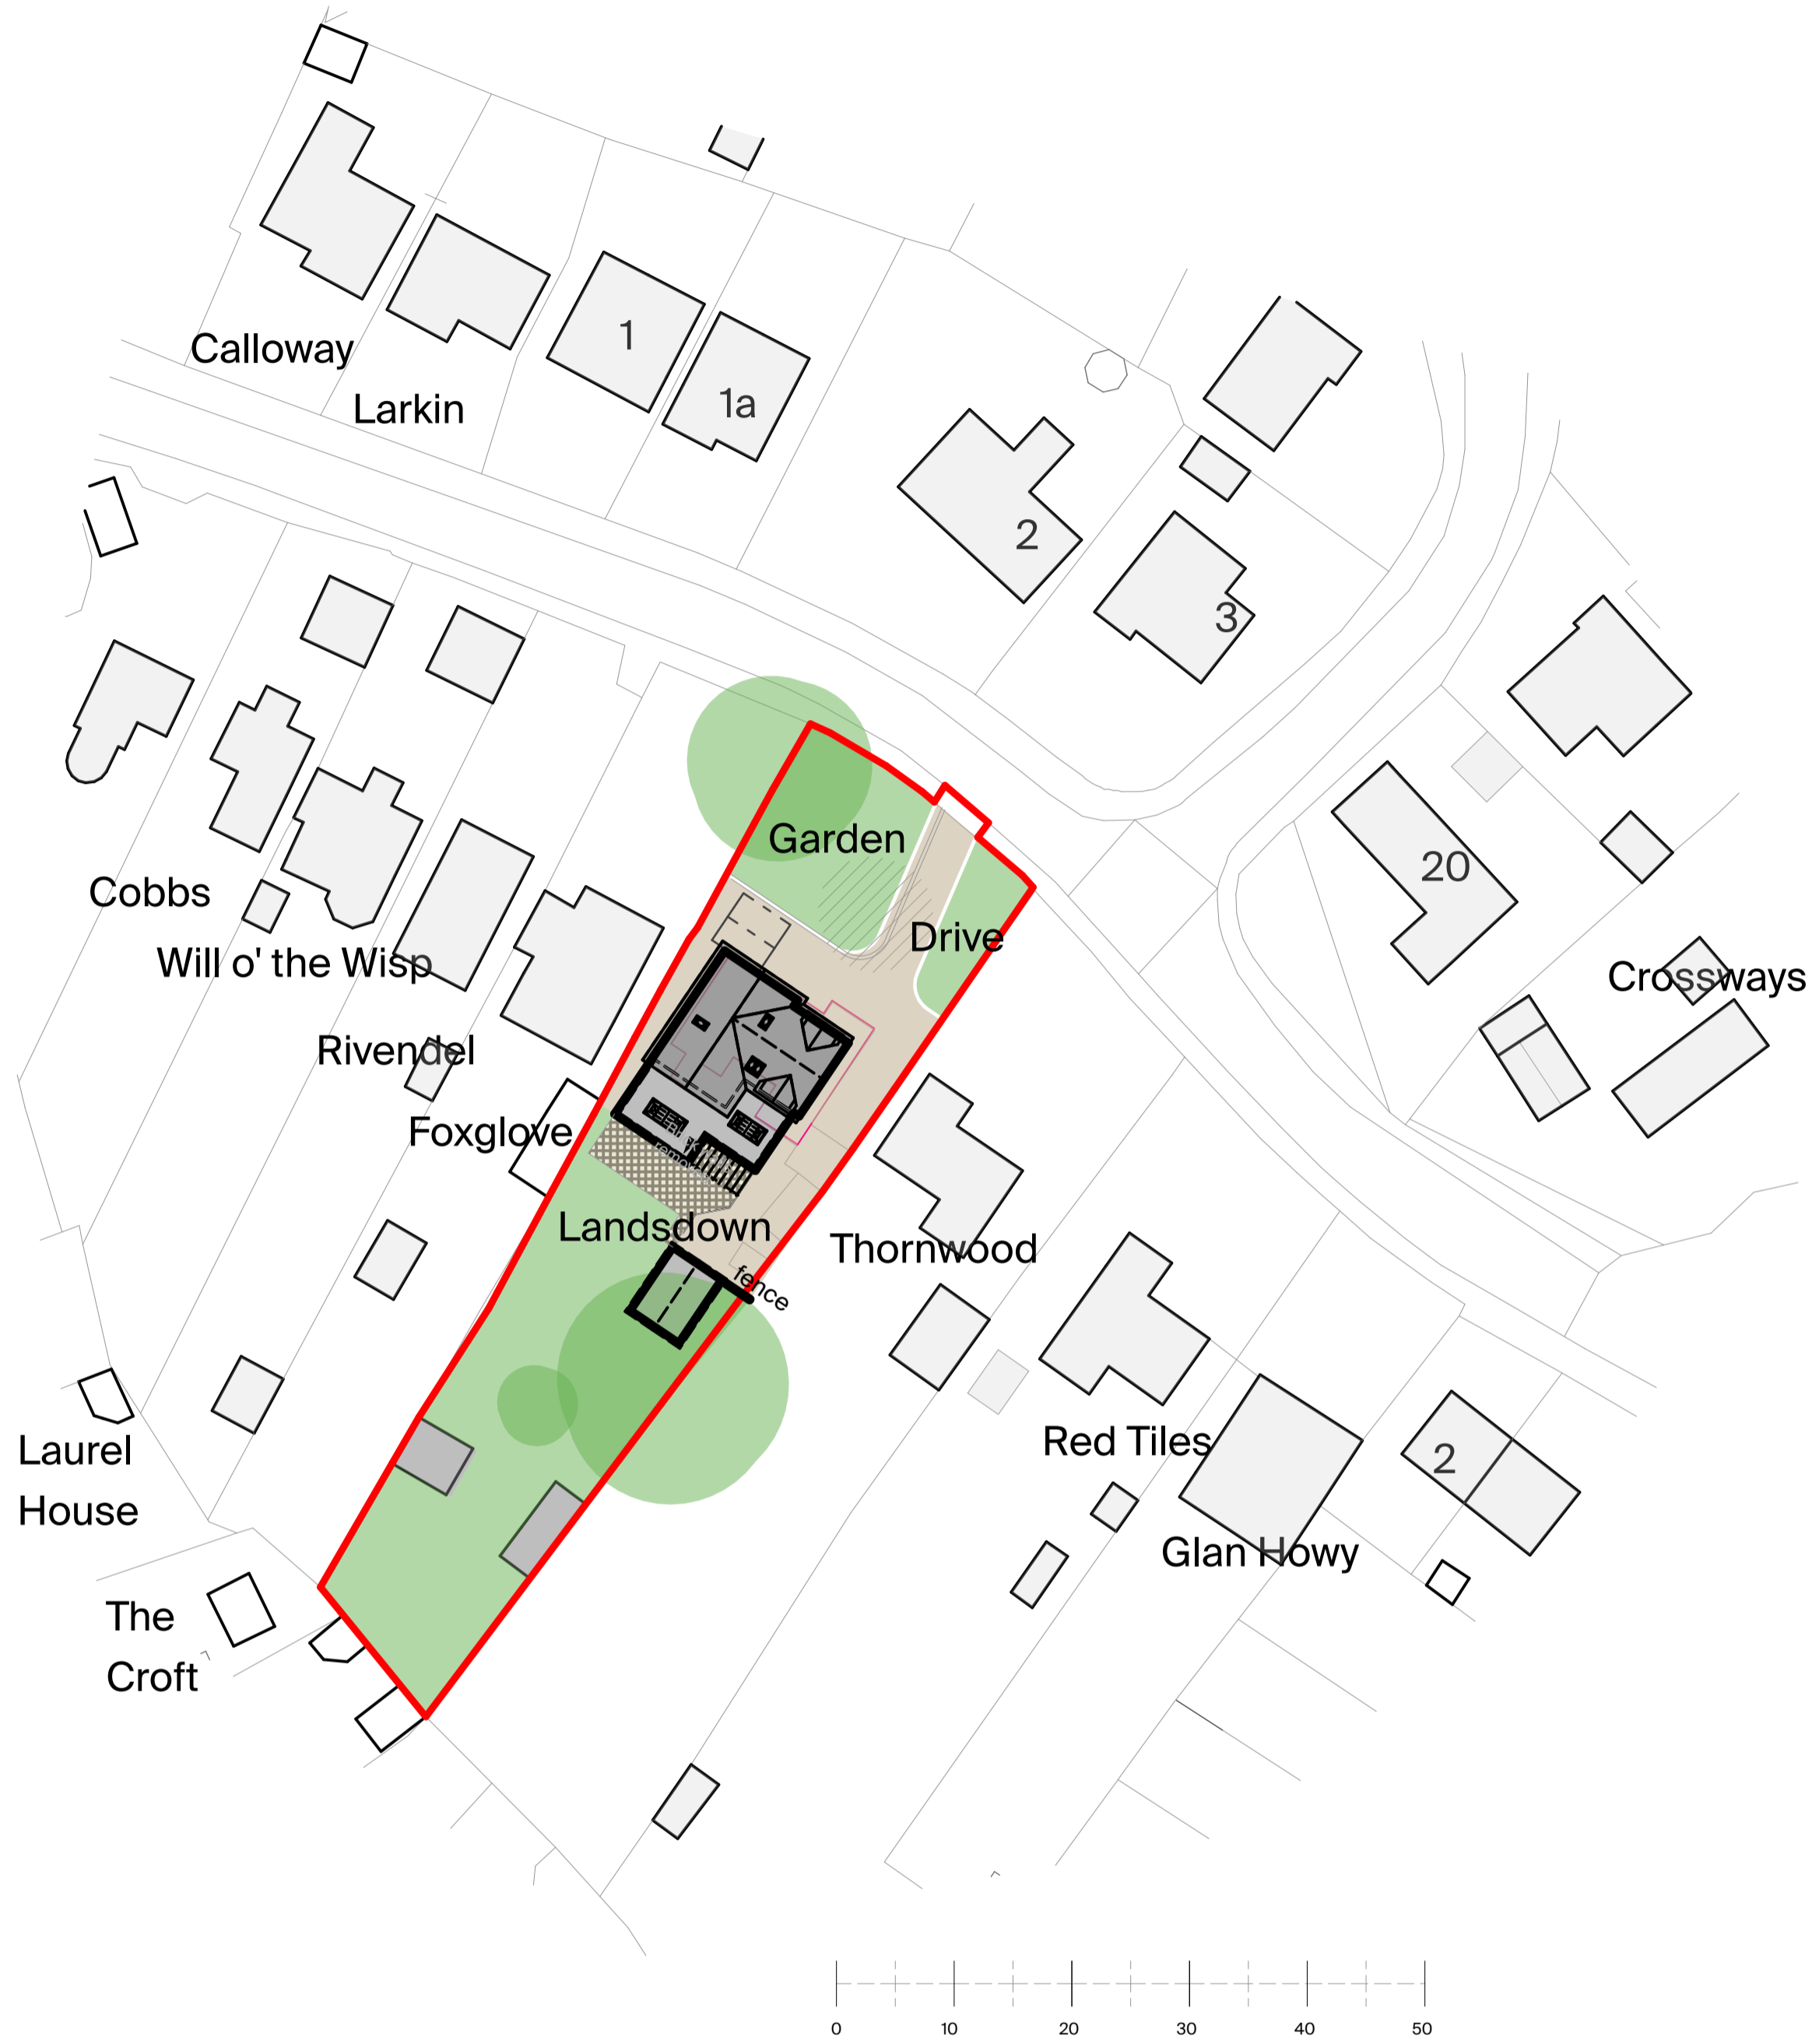 Calloway
Larkin
1
1a
2
3
Garden
Drive
20
Crossways
Cobbs
Will o' the Wisp
Rivendel
Foxglove
Landsdown
fence
Thornwood
Red Tiles
2
Glan Howy
Laurel
House
The
Croft
0 10 20 30 40 50